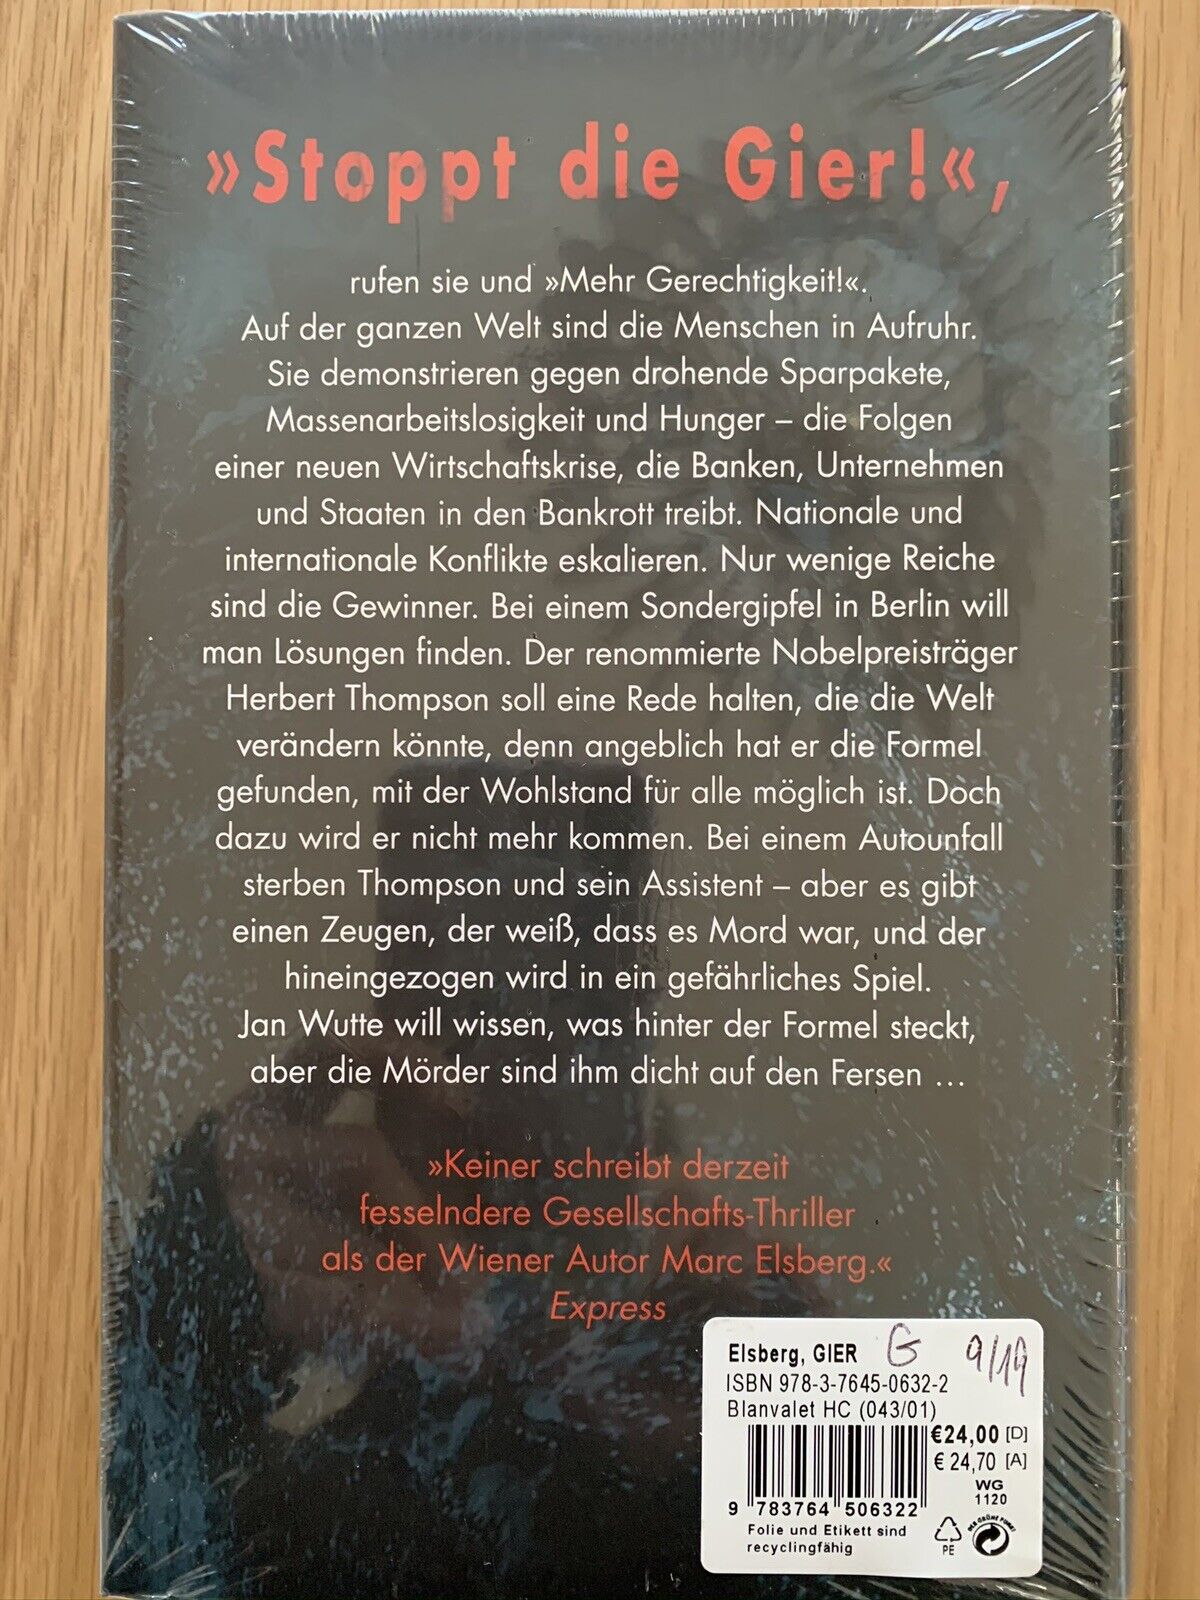 »Stoppt die Gier!«,
rufen sie und »Mehr Gerechtigkeit!«.
Auf der ganzen Welt sind die Menschen in Aufruhr.
Sie demonstrieren gegen drohende Sparpakete,
Massenarbeitslosigkeit und Hunger – die Folgen
einer neuen Wirtschaftskrise, die Banken, Unternehmen
und Staaten in den Bankrott treibt. Nationale und
internationale Konflikte eskalieren. Nur wenige Reiche
sind die Gewinner. Bei einem Sondergipfel in Berlin will
man Lösungen finden. Der renommierte Nobelpreisträger
Herbert Thompson soll eine Rede halten, die die Welt
verändern könnte, denn angeblich hat er die Formel
gefunden, mit der Wohlstand für alle möglich ist. Doch
dazu wird er nicht mehr kommen. Bei einem Autounfall
sterben Thompson und sein Assistent – aber es gibt
einen Zeugen, der weiß, dass es Mord war, und der
hineingezogen wird in ein gefährliches Spiel.
Jan Wutte will wissen, was hinter der Formel steckt,
aber die Mörder sind ihm dicht auf den Fersen ...
»Keiner schreibt derzeit
fesselndere Gesellschafts-Thriller
als der Wiener Autor Marc Elsberg.«
Express
Elsberg, GIER G 9/19
ISBN 978-3-7645-0632-2
Blanvalet HC (043/01)
€24,00 [D]
€ 24,70 [A]
WG
1120
9 783764 506322
Folie und Etikett sind
recyclingfähig
PE
DER GRÜNE PUNKT